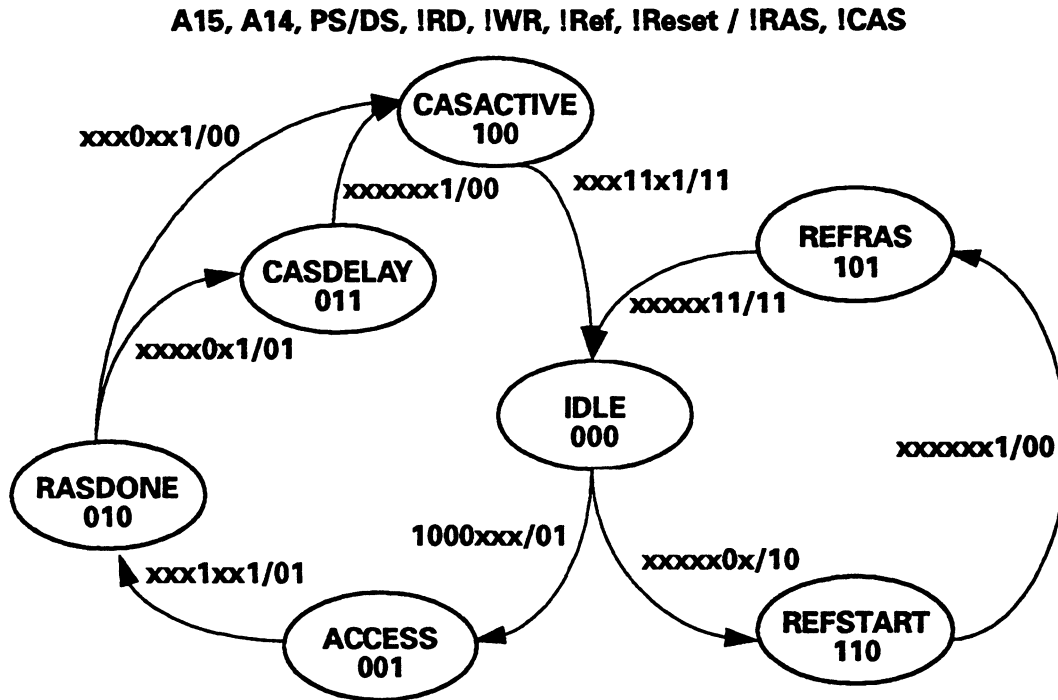 A15, A14, PS/DS, !RD, !WR, !Ref, !Reset / !RAS, !CAS
CASACTIVE
100
xxx0xx1/00
xxxxxx1/00
xxx11x1/11
REFRAS
101
CASDELAY
011
xxxxx11/11
xxxx0x1/01
IDLE
000
xxxxxx1/00
RASDONE
010
1000xxx/01
xxxxx0x/10
xxx1xx1/01
ACCESS
001
REFSTART
110